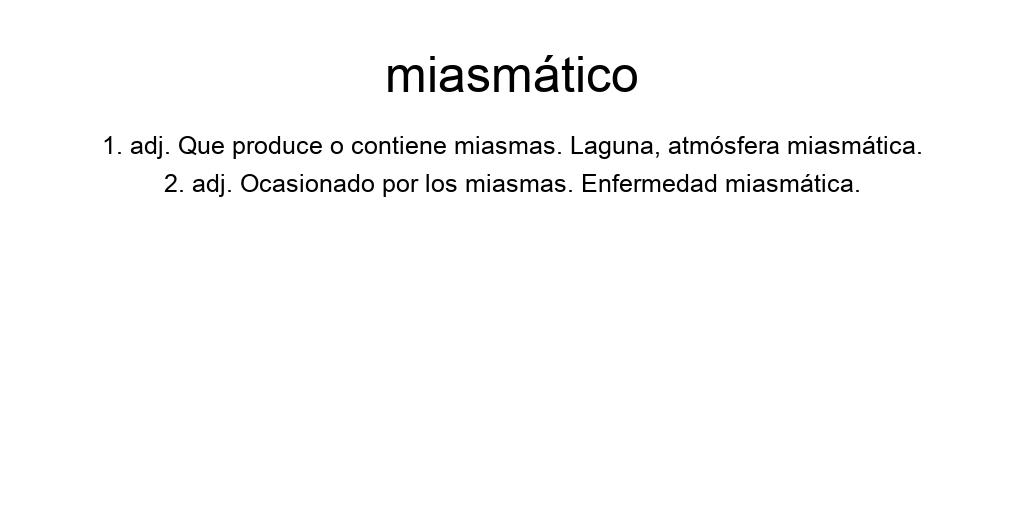 miasmático
1. adj. Que produce o contiene miasmas. Laguna, atmósfera miasmática.
2. adj. Ocasionado por los miasmas. Enfermedad miasmática.